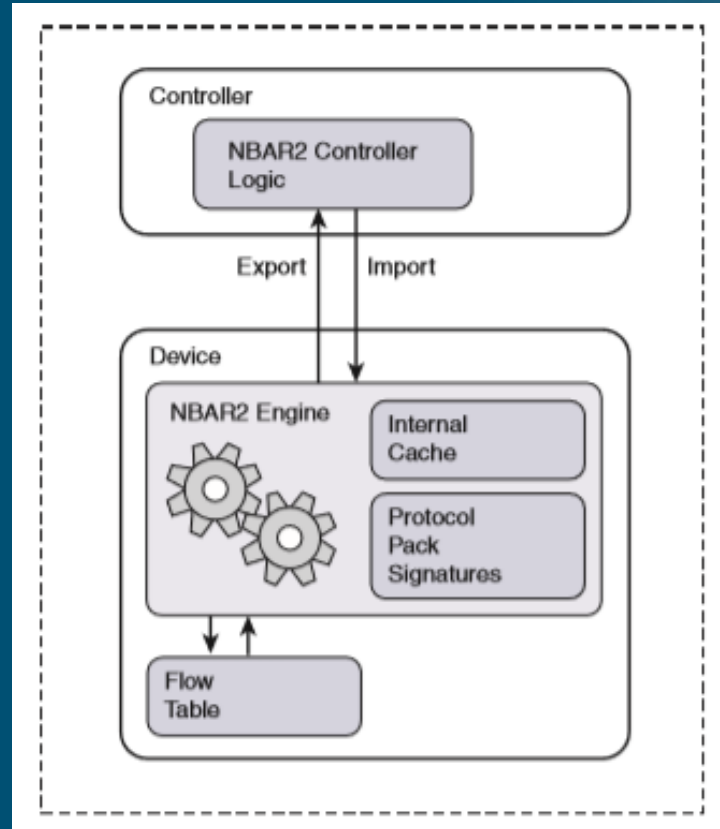 Controller
NBAR2 Controller
Logic
Export
Import
Device
NBAR2 Engine
Internal
Cache
Protocol
Pack
Signatures
Flow
Table